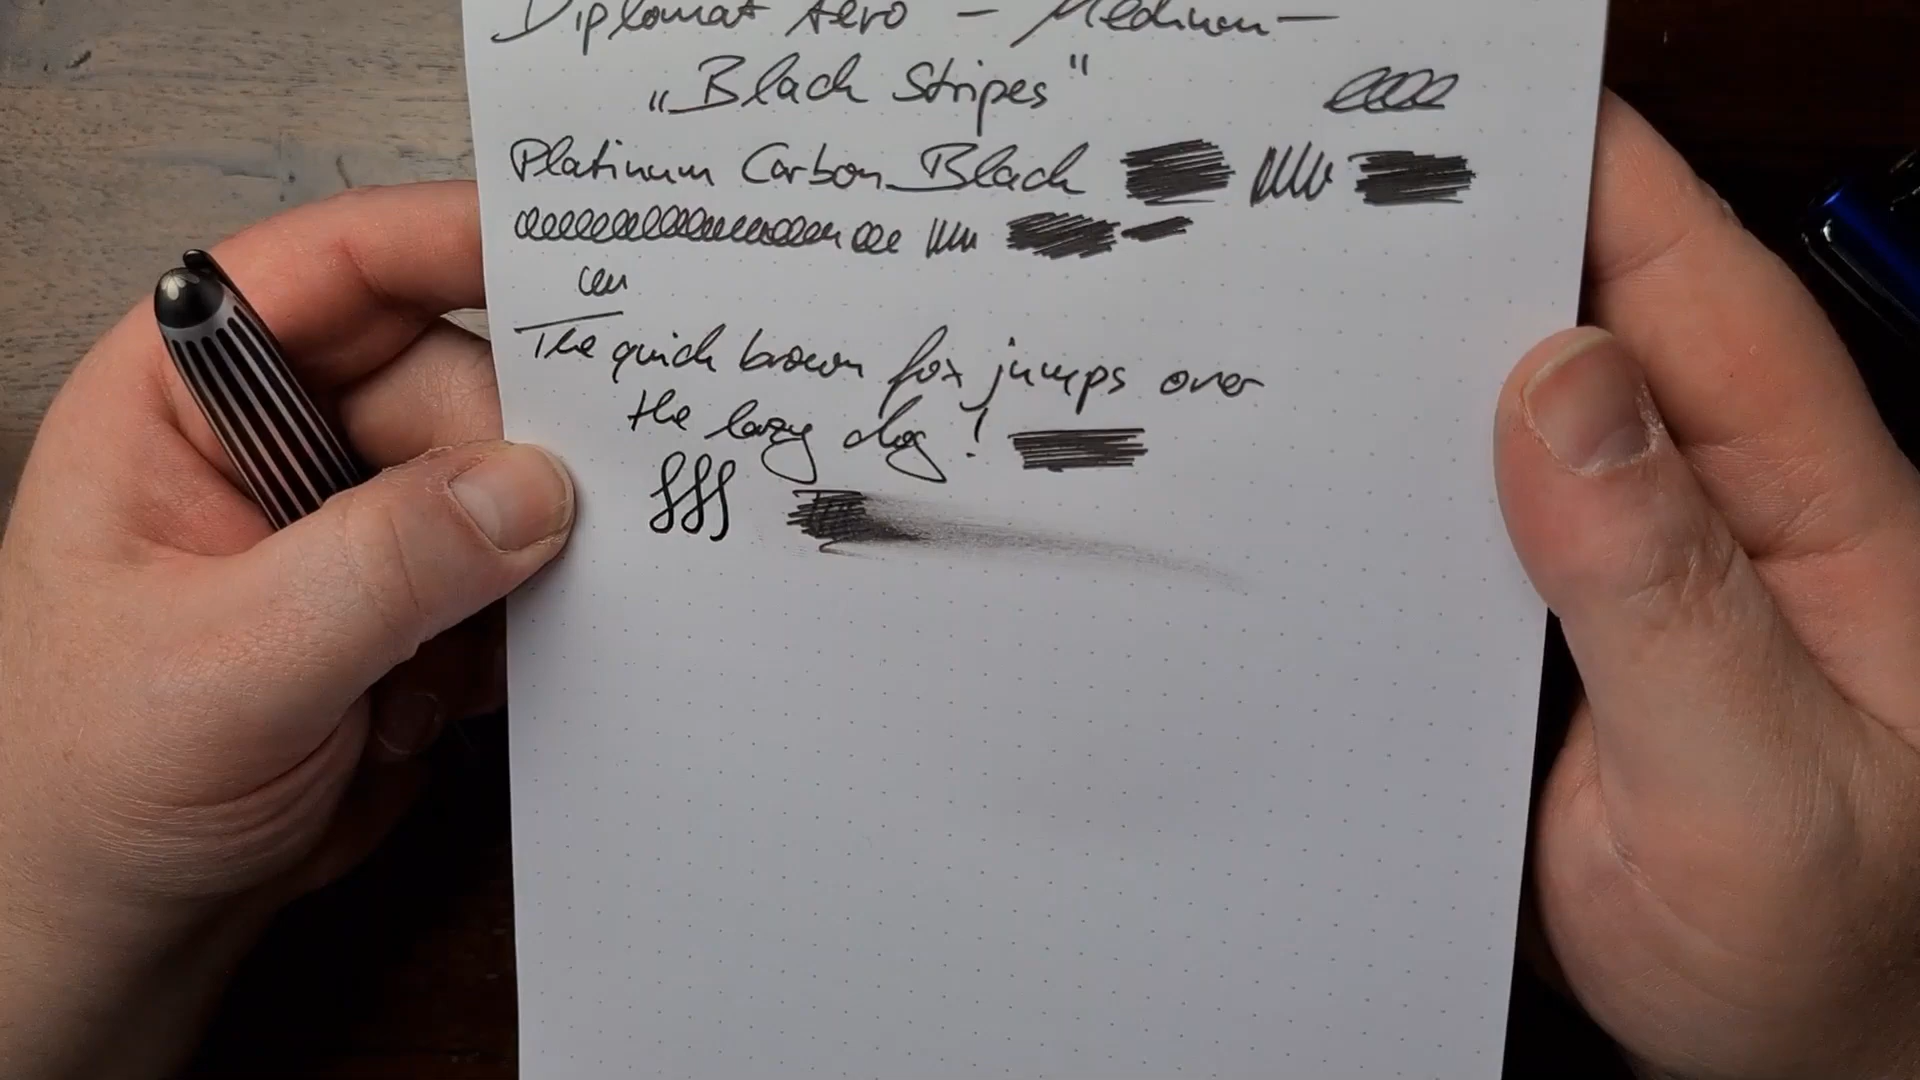 Diplomat Aero – Medium –
„Black Stripes"
Platinum Carbon Black
The quick brown fox jumps over
the lazy dog!